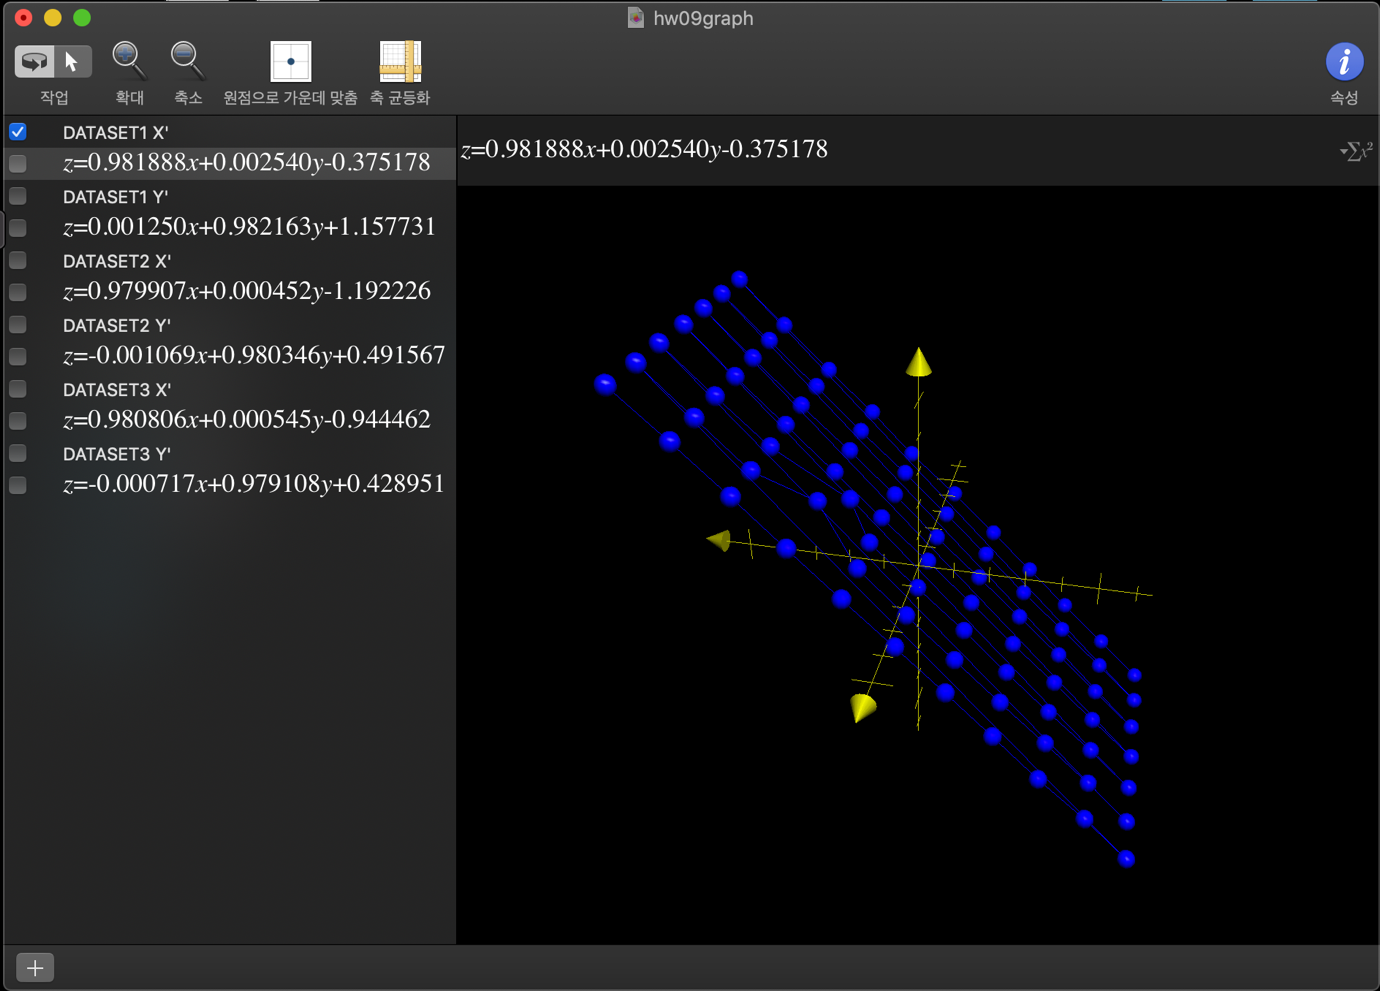 hw09graph
작업
확대
축소
원점으로 가운데 맞춤
축 균등화
속성
DATASET1 X'
z=0.981888x+0.002540y-0.375178
DATASET1 Y'
z=0.001250x+0.982163y+1.157731
DATASET2 X'
z=0.979907x+0.000452y-1.192226
DATASET2 Y'
z=-0.001069x+0.980346y+0.491567
DATASET3 X'
z=0.980806x+0.000545y-0.944462
DATASET3 Y'
z=-0.000717x+0.979108y+0.428951
z=0.981888x+0.002540y-0.375178
Σx²